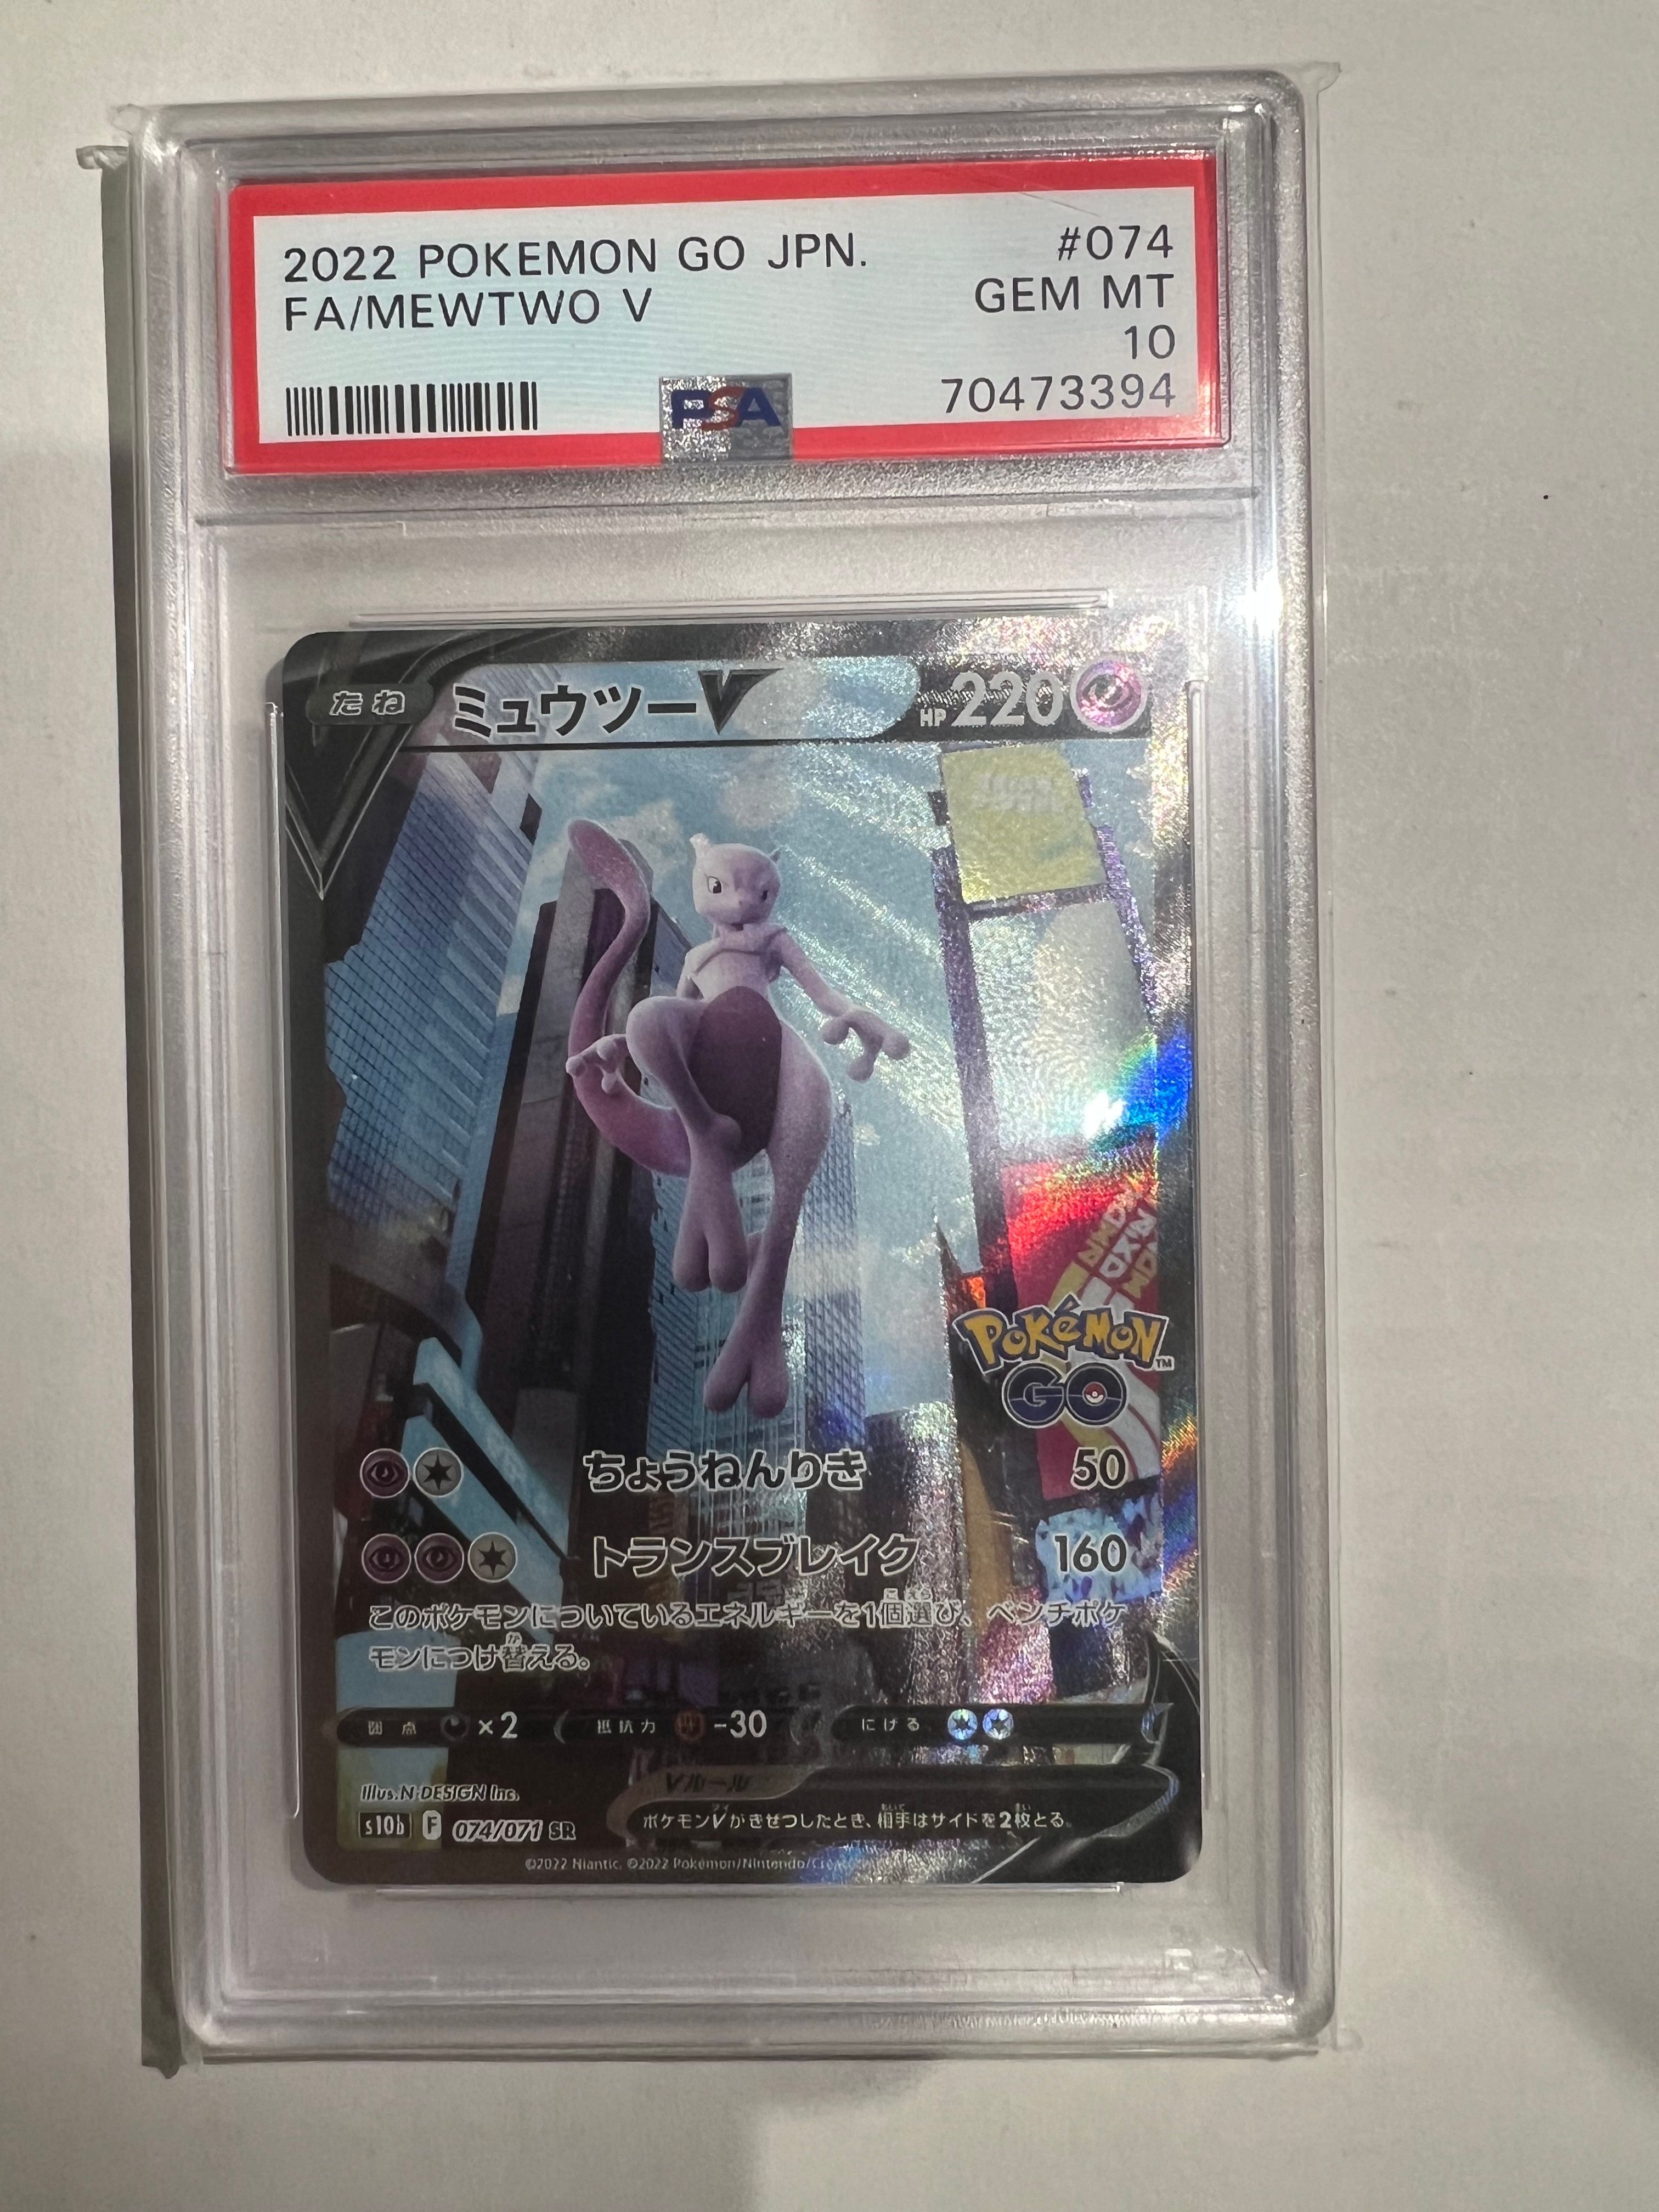 2022 POKEMON GO JPN. #074
FA/MEWTWO V GEM MT
10
70473394
PSA
たね ミュウツーV HP 220
Pokémon GO™
ちょうねんりき 50
トランスブレイク 160
このポケモンについているエネルギーを1個選び、ベンチポケ
モンにつけ替える。
弱点 ×2 抵抗力 -30 にげる
Vルール
ポケモンVがきぜつしたとき、相手はサイドを2枚とる。
Illus. N-DESIGN Inc.
s10b F 074/071 SR
©2022 Niantic. ©2022 Pokémon/Nintendo/